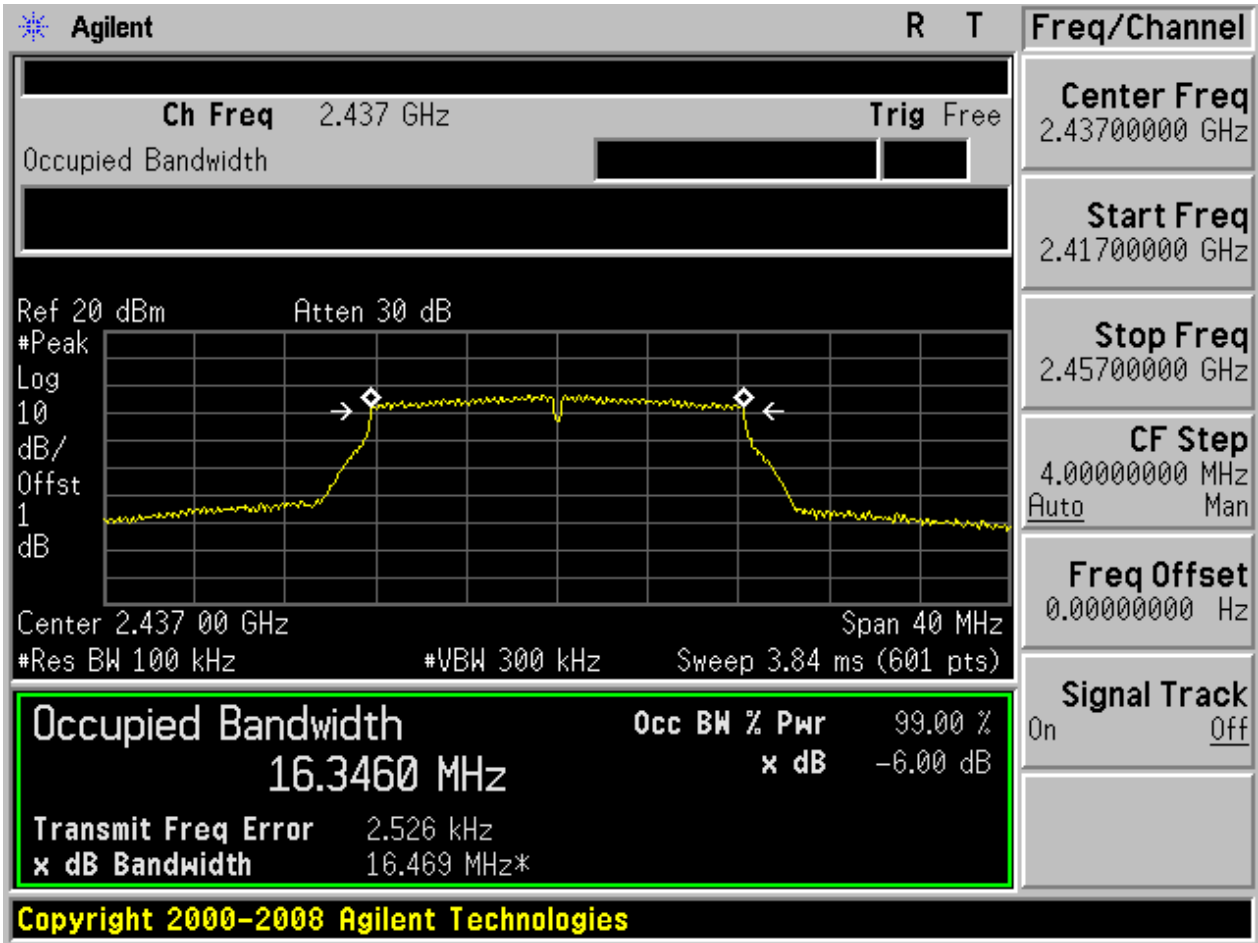 Agilent R T Freq/Channel
Ch Freq 2.437 GHz Trig Free
Occupied Bandwidth
Center Freq
2.43700000 GHz
Start Freq
2.41700000 GHz
Stop Freq
2.45700000 GHz
CF Step
4.00000000 MHz
Auto Man
Freq Offset
0.00000000 Hz
Signal Track
On Off
Ref 20 dBm Atten 30 dB
#Peak
Log
10
dB/
Offst
1
dB
Center 2.437 00 GHz Span 40 MHz
#Res BW 100 kHz #VBW 300 kHz Sweep 3.84 ms (601 pts)
Occupied Bandwidth Occ BW % Pwr 99.00 %
16.3460 MHz x dB -6.00 dB
Transmit Freq Error 2.526 kHz
x dB Bandwidth 16.469 MHz*
Copyright 2000-2008 Agilent Technologies